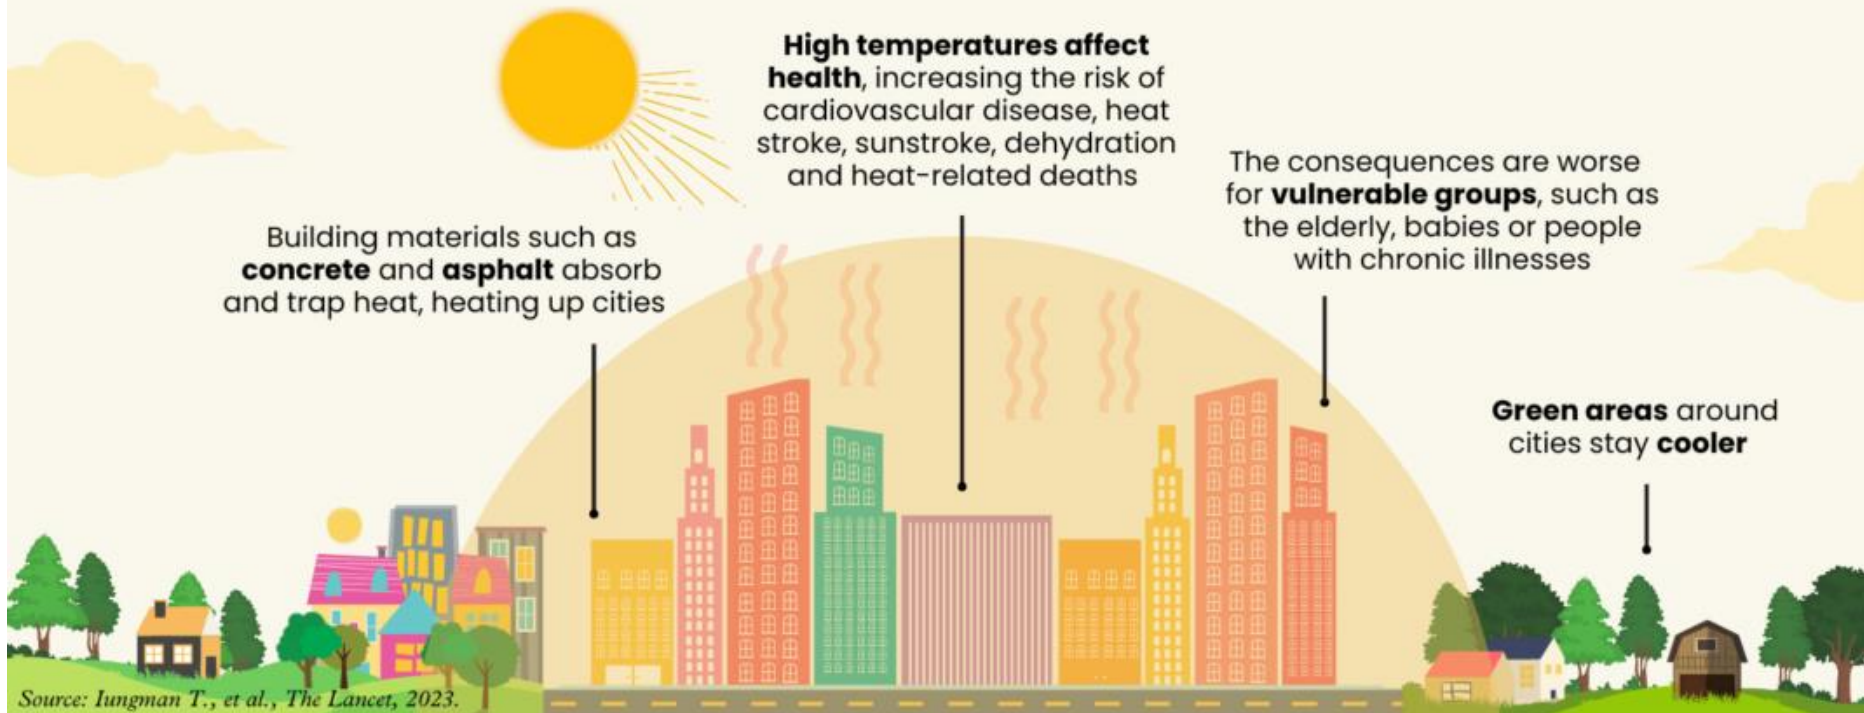 High temperatures affect
health, increasing the risk of
cardiovascular disease, heat
stroke, sunstroke, dehydration
and heat-related deaths
The consequences are worse
for vulnerable groups, such as
the elderly, babies or people
with chronic illnesses
Building materials such as
concrete and asphalt absorb
and trap heat, heating up cities
Green areas around
cities stay cooler
Source: Iungman T., et al., The Lancet, 2023.